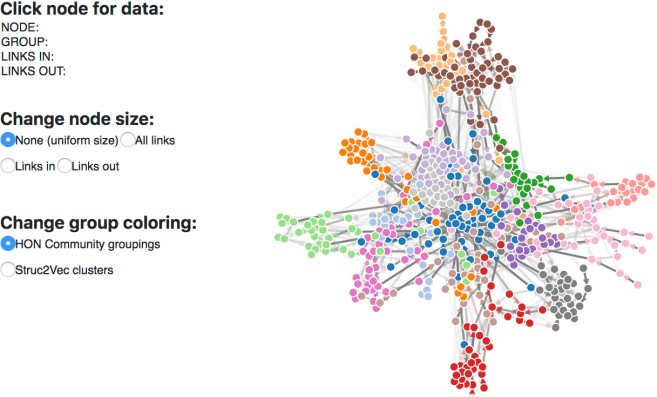 Click node for data:
NODE:
GROUP:
LINKS IN:
LINKS OUT:
Change node size:
None (uniform size) All links
Links in Links out
Change group coloring:
HON Community groupings
Struc2Vec clusters